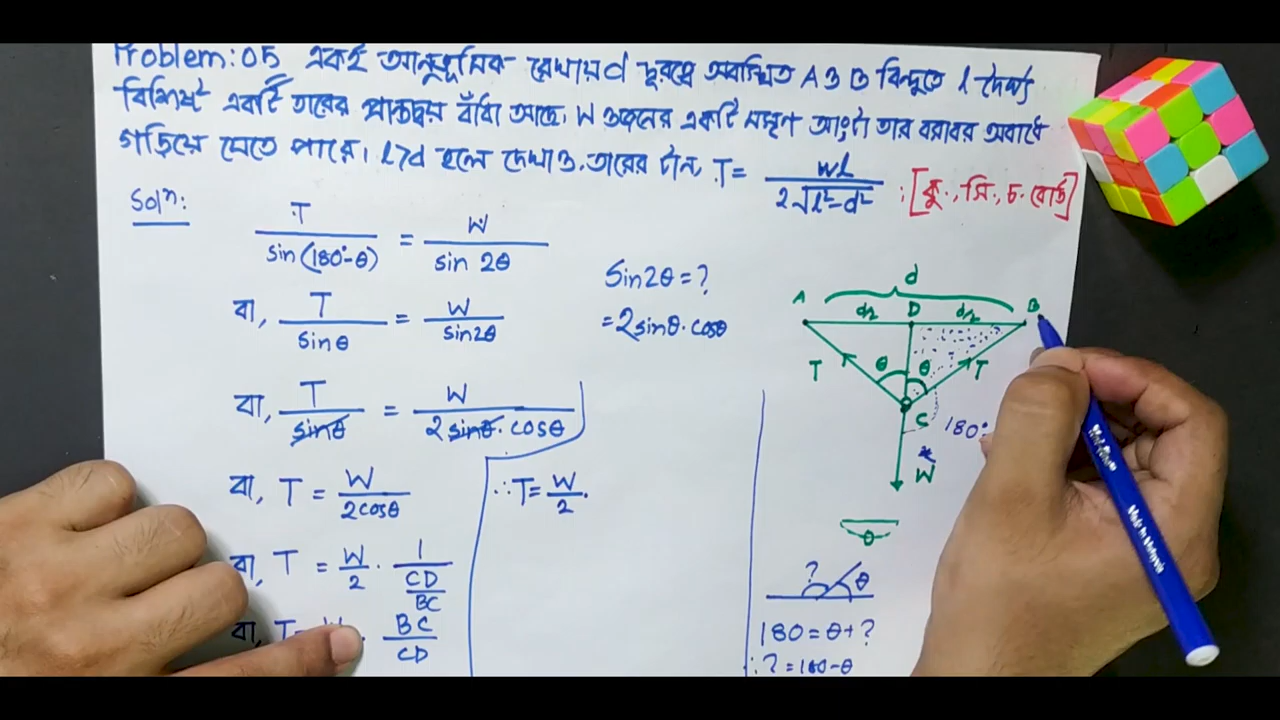 Problem: 05 একই আনুভূমিক রেখায় d দূরত্বে অবস্থিত A ও B বিন্দুতে l দৈর্ঘ্য
বিশিষ্ট একটি তারের প্রান্তদ্বয় বাঁধা আছে। W ওজনের একটি মসৃণ আংটা তার বরাবর অবাধে
গড়িয়ে যেতে পারে। l>d হলে দেখাও, তারের টান T = Wl / 2√l²-d² ; [কু., সি., চ. বোর্ড]
Solⁿ:
T / sin(180°-θ) = W / sin 2θ
বা, T / sinθ = W / sin2θ
বা, T / sinθ = W / 2 sinθ. cosθ
বা, T = W / 2cosθ
বা, T = W/2 . 1 / CD/BC
বা, T = . BC / CD
∴T = W/2 .
Sin2θ = ?
= 2sinθ. cosθ
d
A d/2 D d/2 B
T θ θ T
C
180°
W
θ
? θ
180 = θ + ?
∴ ? = 180 - θ